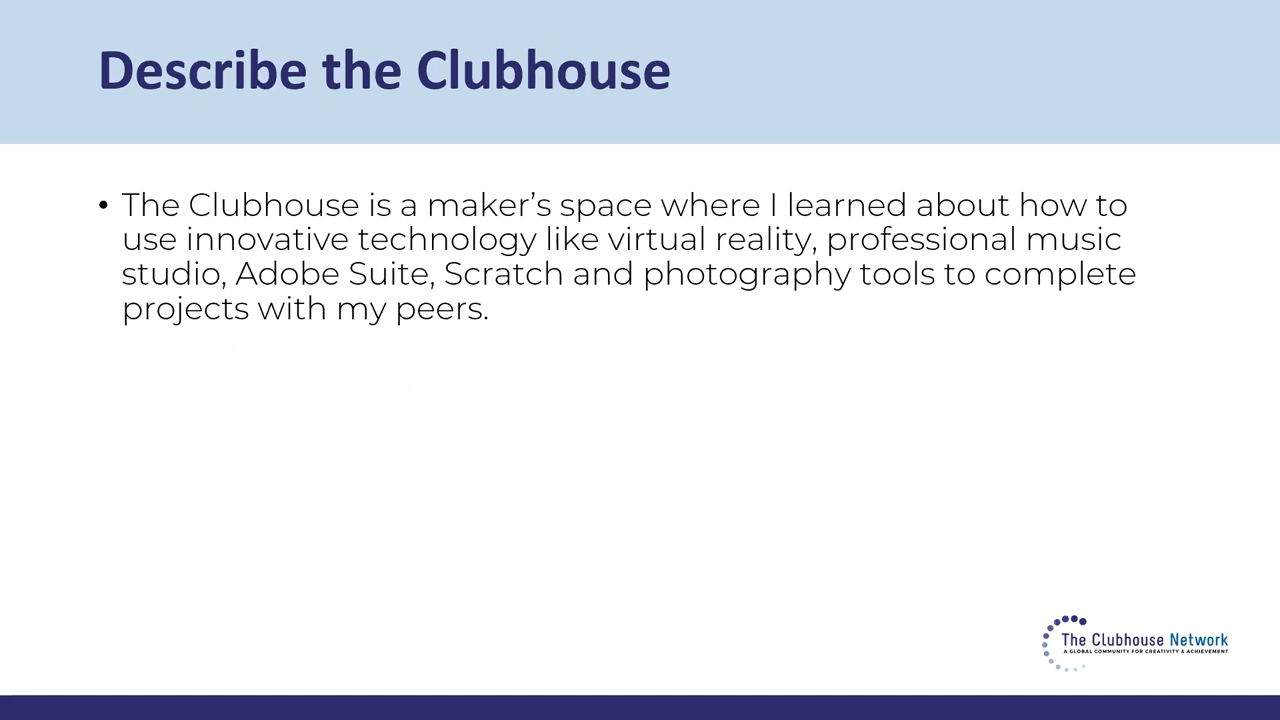 Describe the Clubhouse
• The Clubhouse is a maker’s space where I learned about how to
use innovative technology like virtual reality, professional music
studio, Adobe Suite, Scratch and photography tools to complete
projects with my peers.
The Clubhouse Network
A GLOBAL COMMUNITY FOR CREATIVITY & ACHIEVEMENT